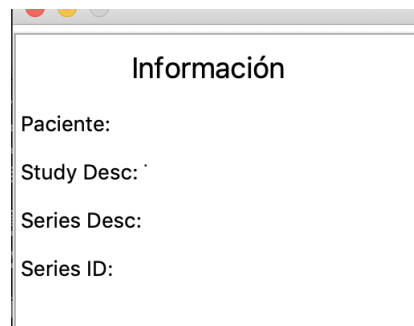 Información
Paciente:
Study Desc:
Series Desc:
Series ID: